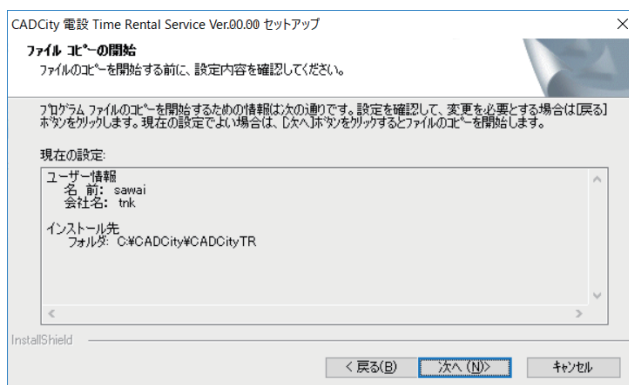 CADCity 電設 Time Rental Service Ver.00.00 セットアップ
ファイル コピーの開始
ファイルのコピーを開始する前に、設定内容を確認してください。
プログラム ファイルのコピーを開始するための情報は次の通りです。設定を確認して、変更を必要とする場合は[戻る]
ボタンをクリックします。現在の設定でよい場合は、[次へ]ボタンをクリックするとファイルのコピーを開始します。
現在の設定:
ユーザー情報
名 前: sawai
会社名: tnk
インストール先
フォルダ: C:¥CADCity¥CADCityTR
InstallShield
< 戻る(B)
次へ (N)>
キャンセル